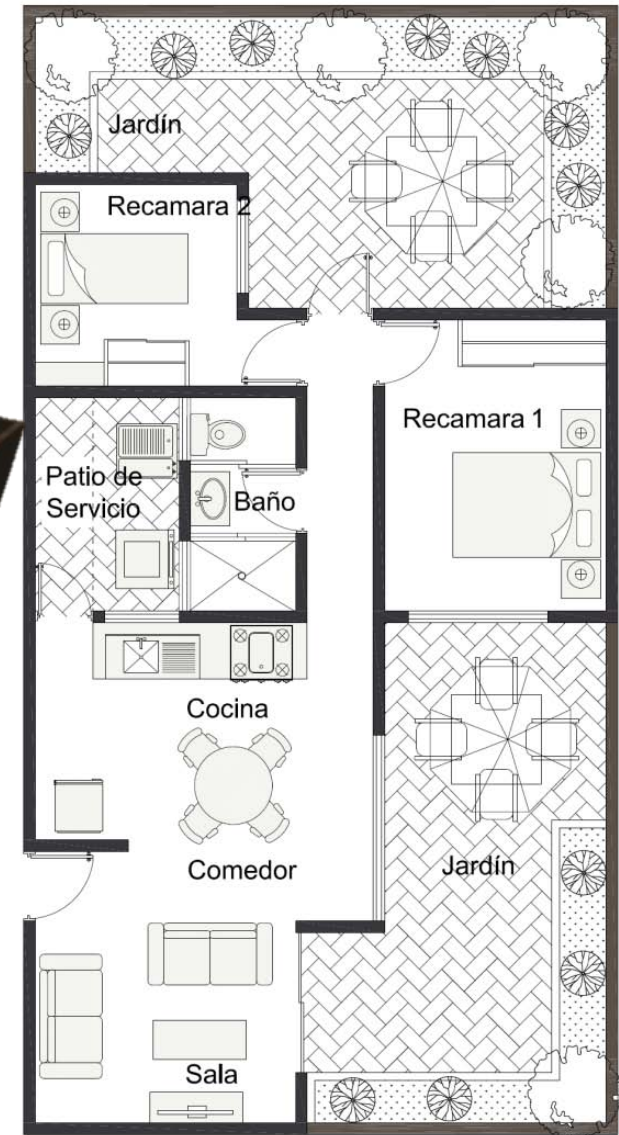 Jardín
Recamara 2
Recamara 1
Patio de
Servicio
Baño
Cocina
Comedor
Jardín
Sala